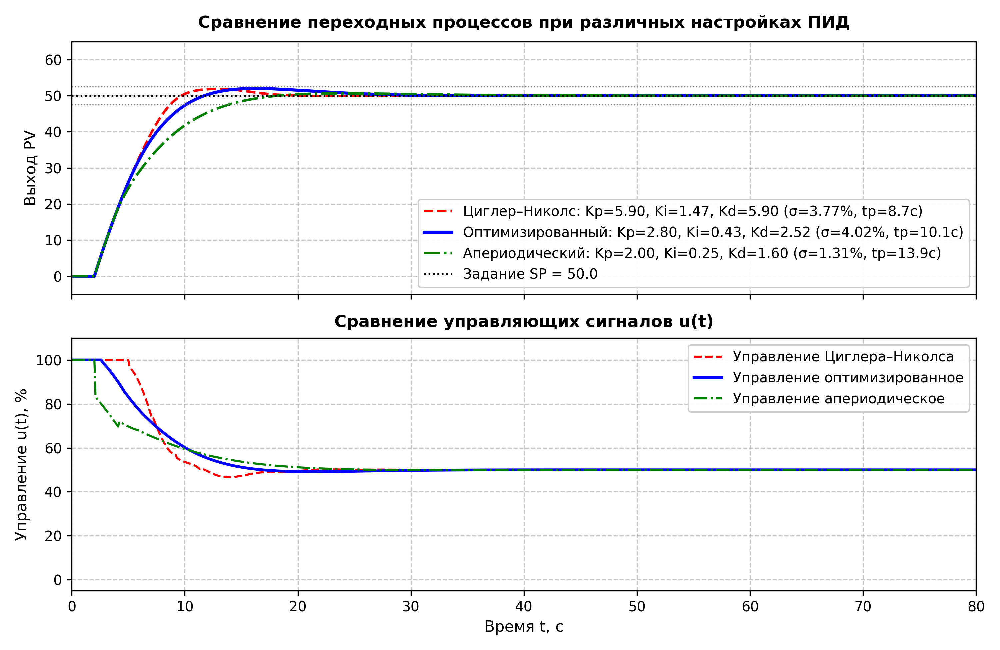 Сравнение переходных процессов при различных настройках ПИД
60
50
40
30
20
10
0
Выход PV
Циглер–Николс: Kp=5.90, Ki=1.47, Kd=5.90 (σ=3.77%, tp=8.7с)
Оптимизированный: Kp=2.80, Ki=0.43, Kd=2.52 (σ=4.02%, tp=10.1с)
Апериодический: Kp=2.00, Ki=0.25, Kd=1.60 (σ=1.31%, tp=13.9с)
Задание SP = 50.0
Сравнение управляющих сигналов u(t)
100
80
60
40
20
0
Управление u(t), %
Управление Циглера–Николса
Управление оптимизированное
Управление апериодическое
0 10 20 30 40 50 60 70 80
Время t, с